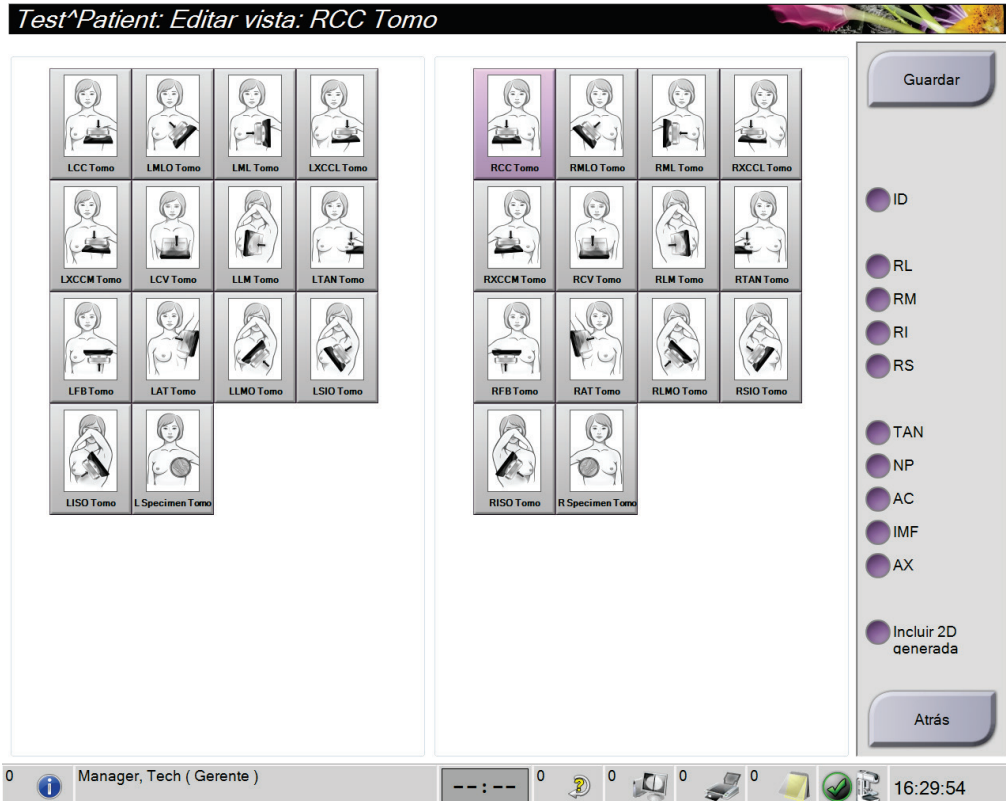 Test^Patient: Editar vista: RCC Tomo
LCC Tomo
LMLO Tomo
LML Tomo
LXCCL Tomo
LXCCM Tomo
LCV Tomo
LLM Tomo
LTAN Tomo
LFB Tomo
LAT Tomo
LLMO Tomo
LSIO Tomo
LISO Tomo
L Specimen Tomo
RCC Tomo
RMLO Tomo
RML Tomo
RXCCL Tomo
RXCCM Tomo
RCV Tomo
RLM Tomo
RTAN Tomo
RFB Tomo
RAT Tomo
RLMO Tomo
RSIO Tomo
RISO Tomo
R Specimen Tomo
Guardar
ID
RL
RM
RI
RS
TAN
NP
AC
IMF
AX
Incluir 2D
generada
Atrás
0
Manager, Tech ( Gerente )
--:--
0
0
0
0
16:29:54